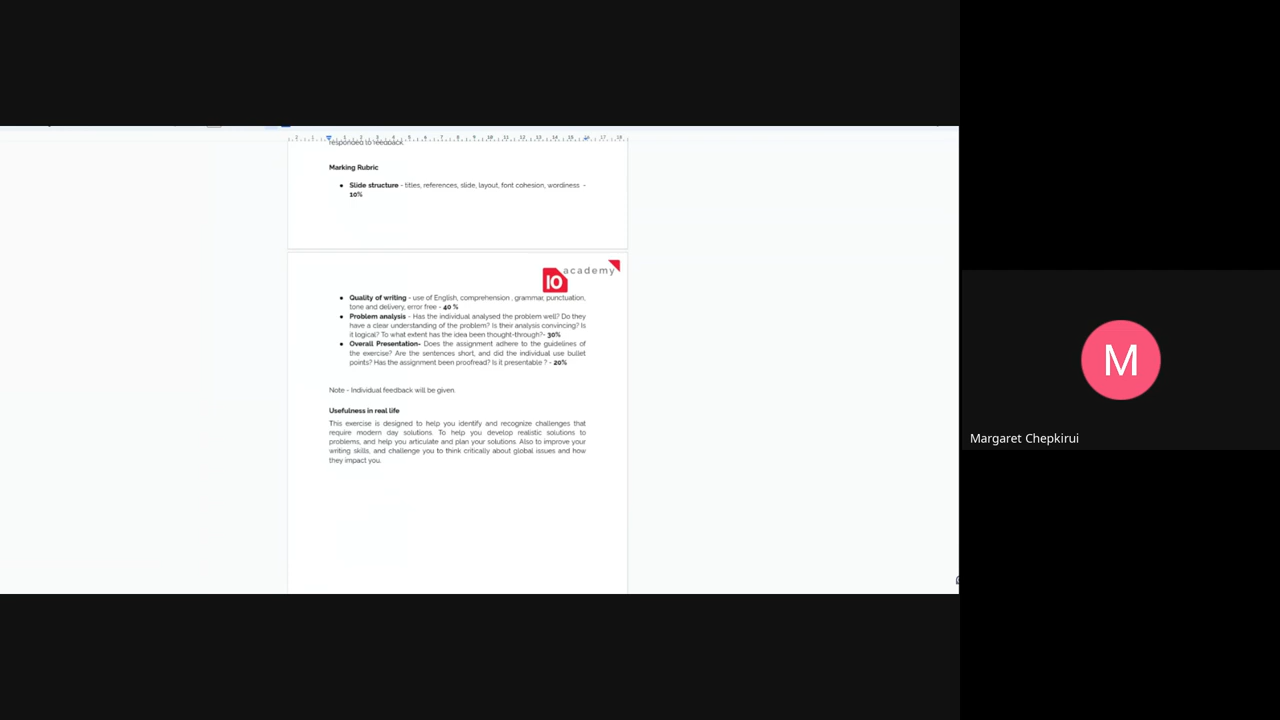 responded to feedback.
Marking Rubric
● Slide structure - titles, references, slide, layout, font cohesion, wordiness -
10%
10 academy
● Quality of writing - use of English, comprehension , grammar, punctuation,
tone and delivery, error free - 40 %
● Problem analysis - Has the individual analysed the problem well? Do they
have a clear understanding of the problem? Is their analysis convincing? Is
it logical? To what extent has the idea been thought-through?- 30%
● Overall Presentation- Does the assignment adhere to the guidelines of
the exercise? Are the sentences short, and did the individual use bullet
points? Has the assignment been proofread? Is it presentable ? - 20%
Note - Individual feedback will be given.
Usefulness in real life
This exercise is designed to help you identify and recognize challenges that
require modern day solutions. To help you develop realistic solutions to
problems, and help you articulate and plan your solutions. Also to improve your
writing skills, and challenge you to think critically about global issues and how
they impact you.
M
Margaret Chepkirui